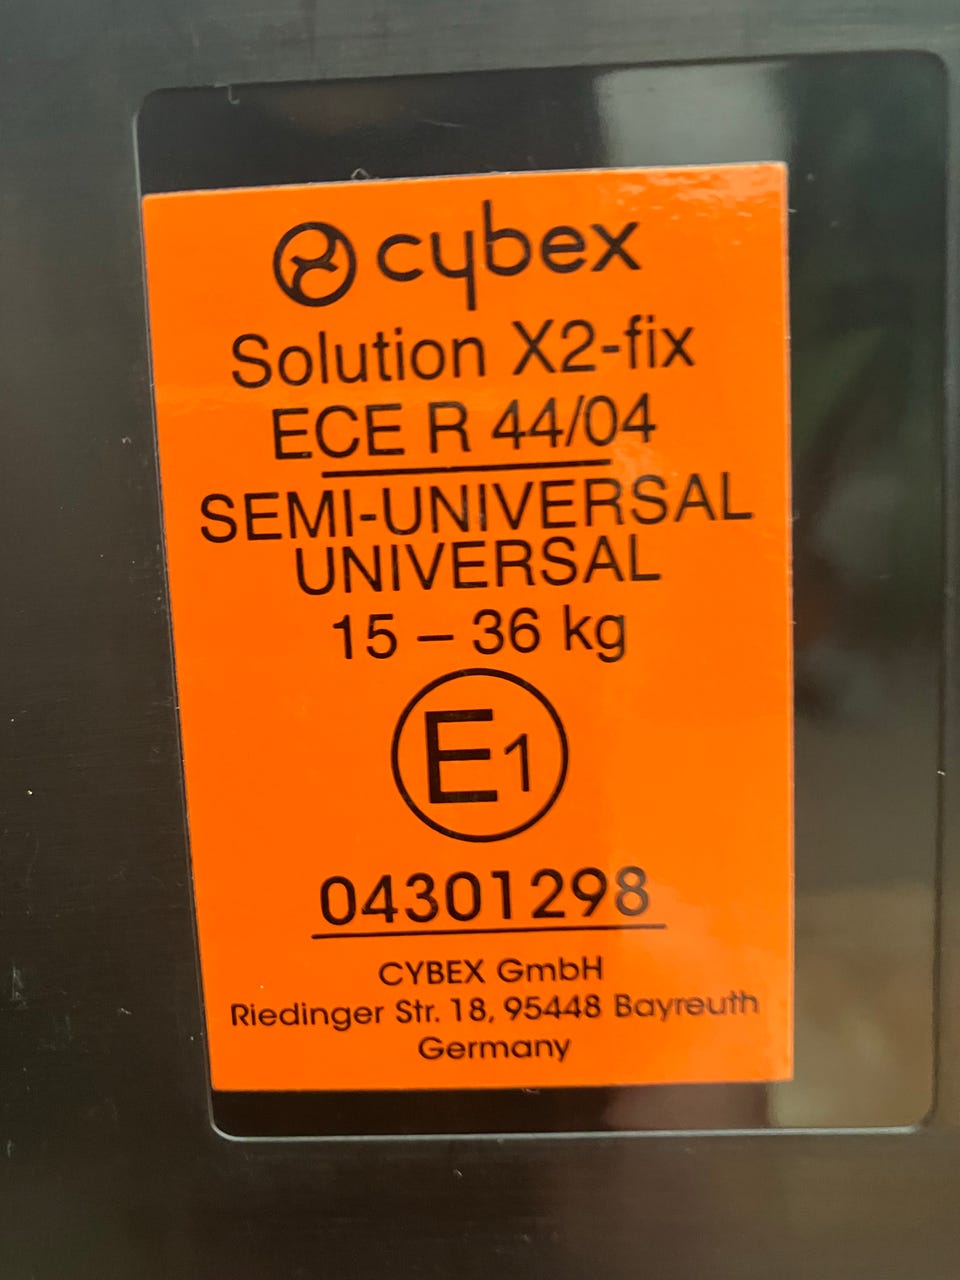 cybex
Solution X2-fix
ECE R 44/04
SEMI-UNIVERSAL
UNIVERSAL
15 – 36 kg
E1
04301298
CYBEX GmbH
Riedinger Str. 18, 95448 Bayreuth
Germany